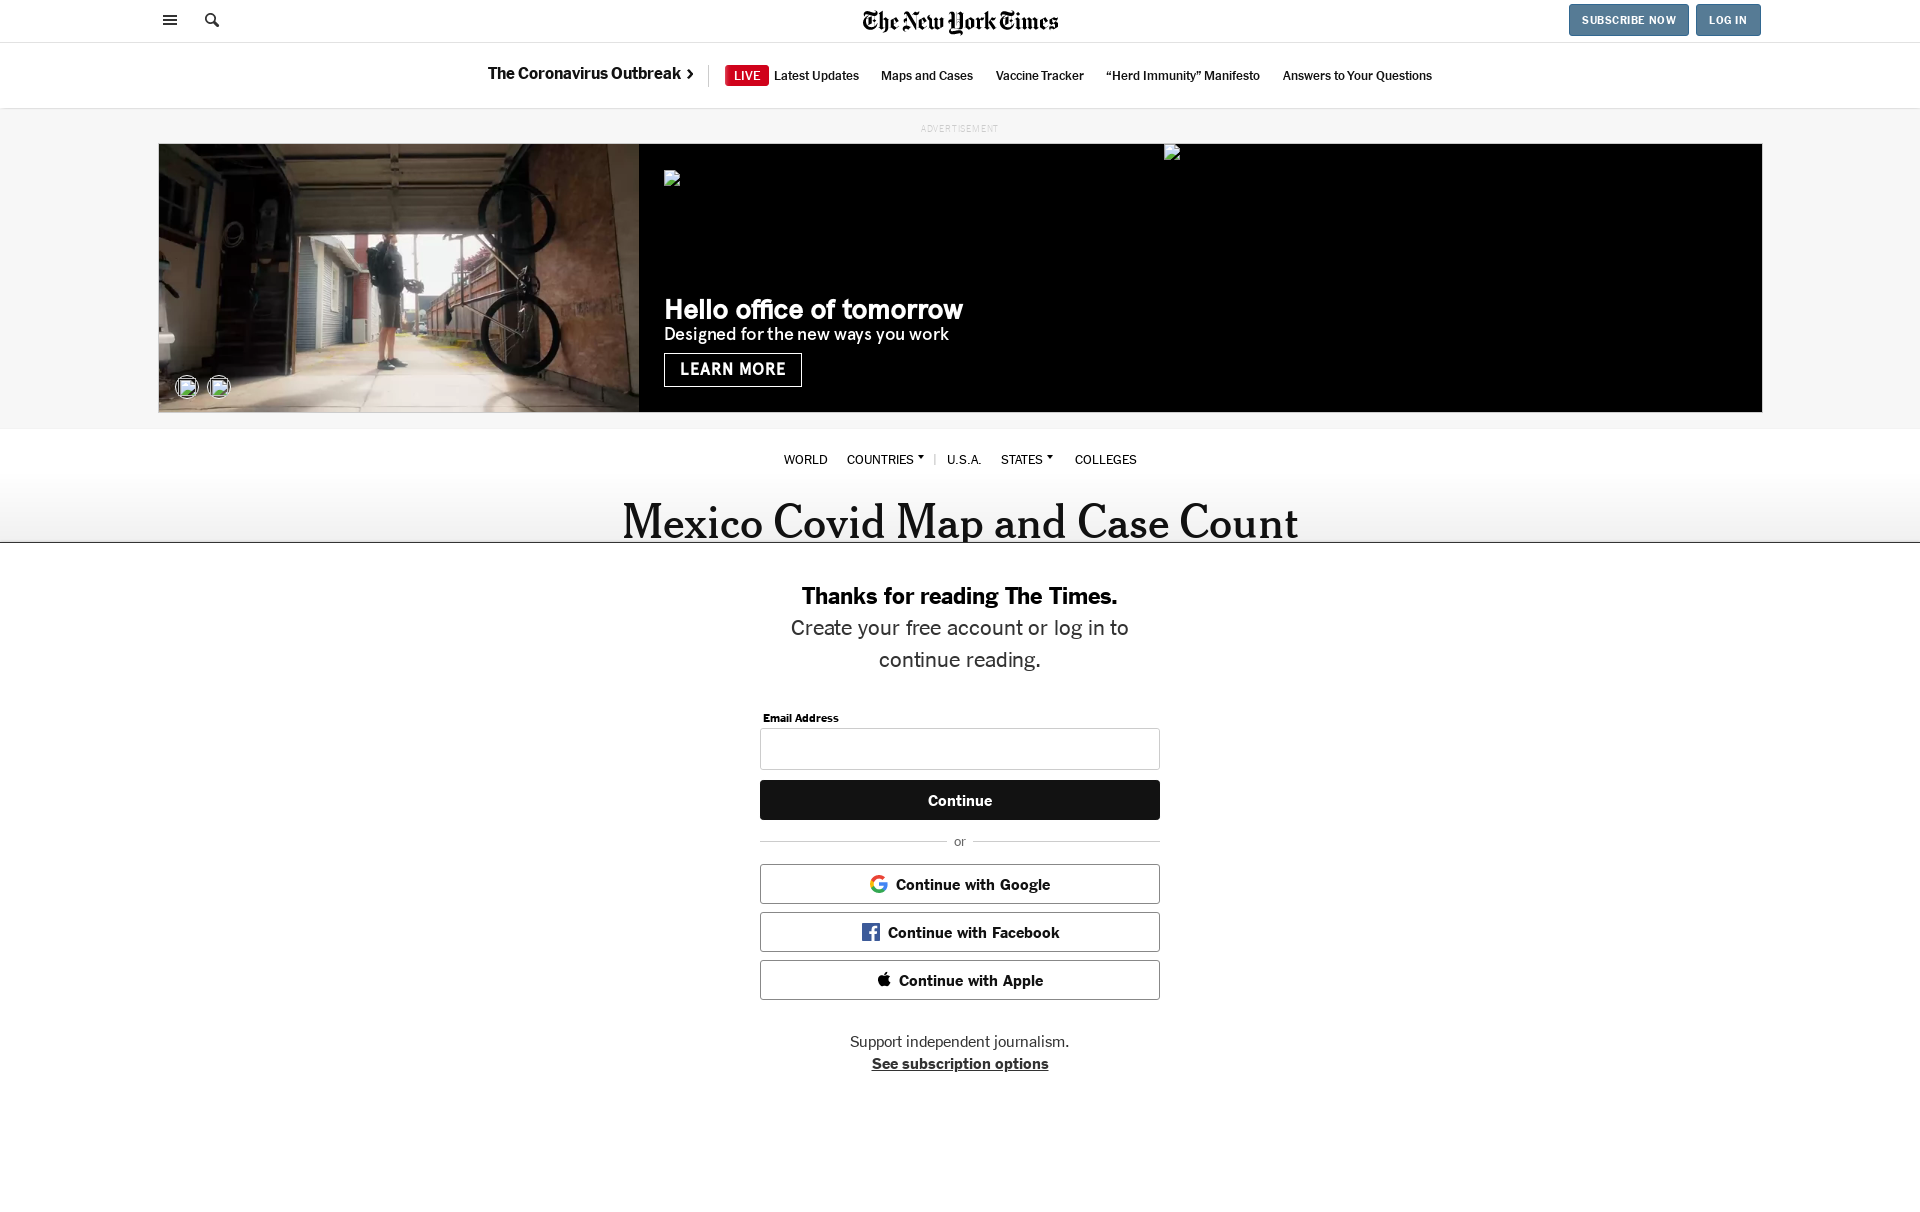 The New York Times
SUBSCRIBE NOW
LOG IN
The Coronavirus Outbreak ›
LIVE Latest Updates
Maps and Cases
Vaccine Tracker
“Herd Immunity” Manifesto
Answers to Your Questions
ADVERTISEMENT
Hello office of tomorrow
Designed for the new ways you work
LEARN MORE
WORLD COUNTRIES | U.S.A. STATES COLLEGES
Mexico Covid Map and Case Count
Thanks for reading The Times.
Create your free account or log in to
continue reading.
Email Address
Continue
or
Continue with Google
Continue with Facebook
Continue with Apple
Support independent journalism.
See subscription options